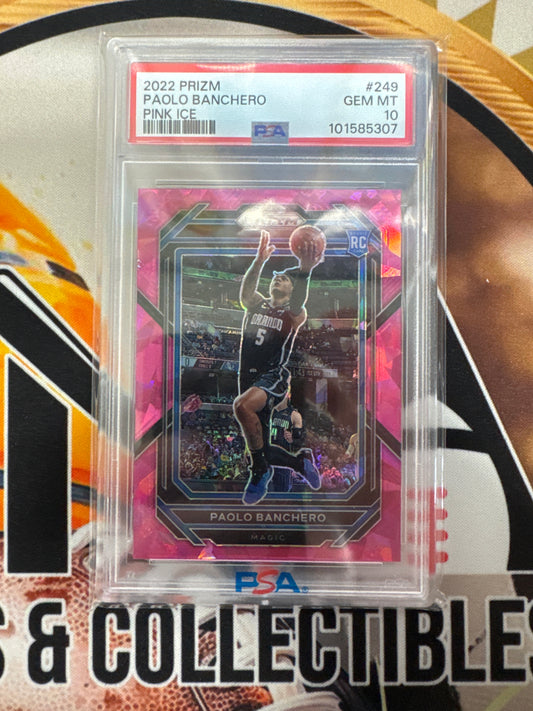 2022 PRIZM #249
PAOLO BANCHERO GEM MT
PINK ICE 10
PSA 101585307
PRIZM
RC
ORLANDO
5
PAOLO BANCHERO
MAGIC
PSA
S & COLLECTIBLES